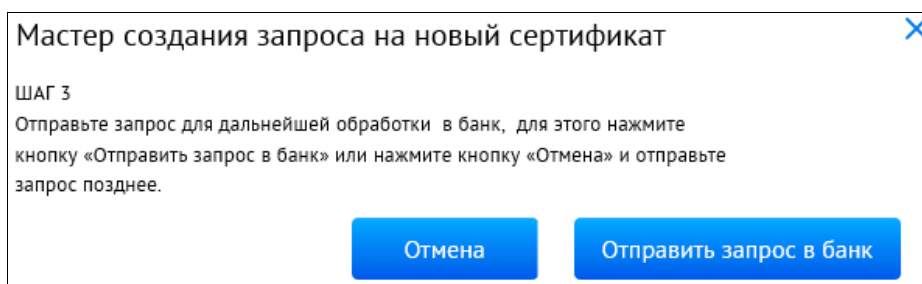 Мастер создания запроса на новый сертификат
ШАГ 3
Отправьте запрос для дальнейшей обработки в банк, для этого нажмите
кнопку «Отправить запрос в банк» или нажмите кнопку «Отмена» и отправьте
запрос позднее.
Отмена
Отправить запрос в банк